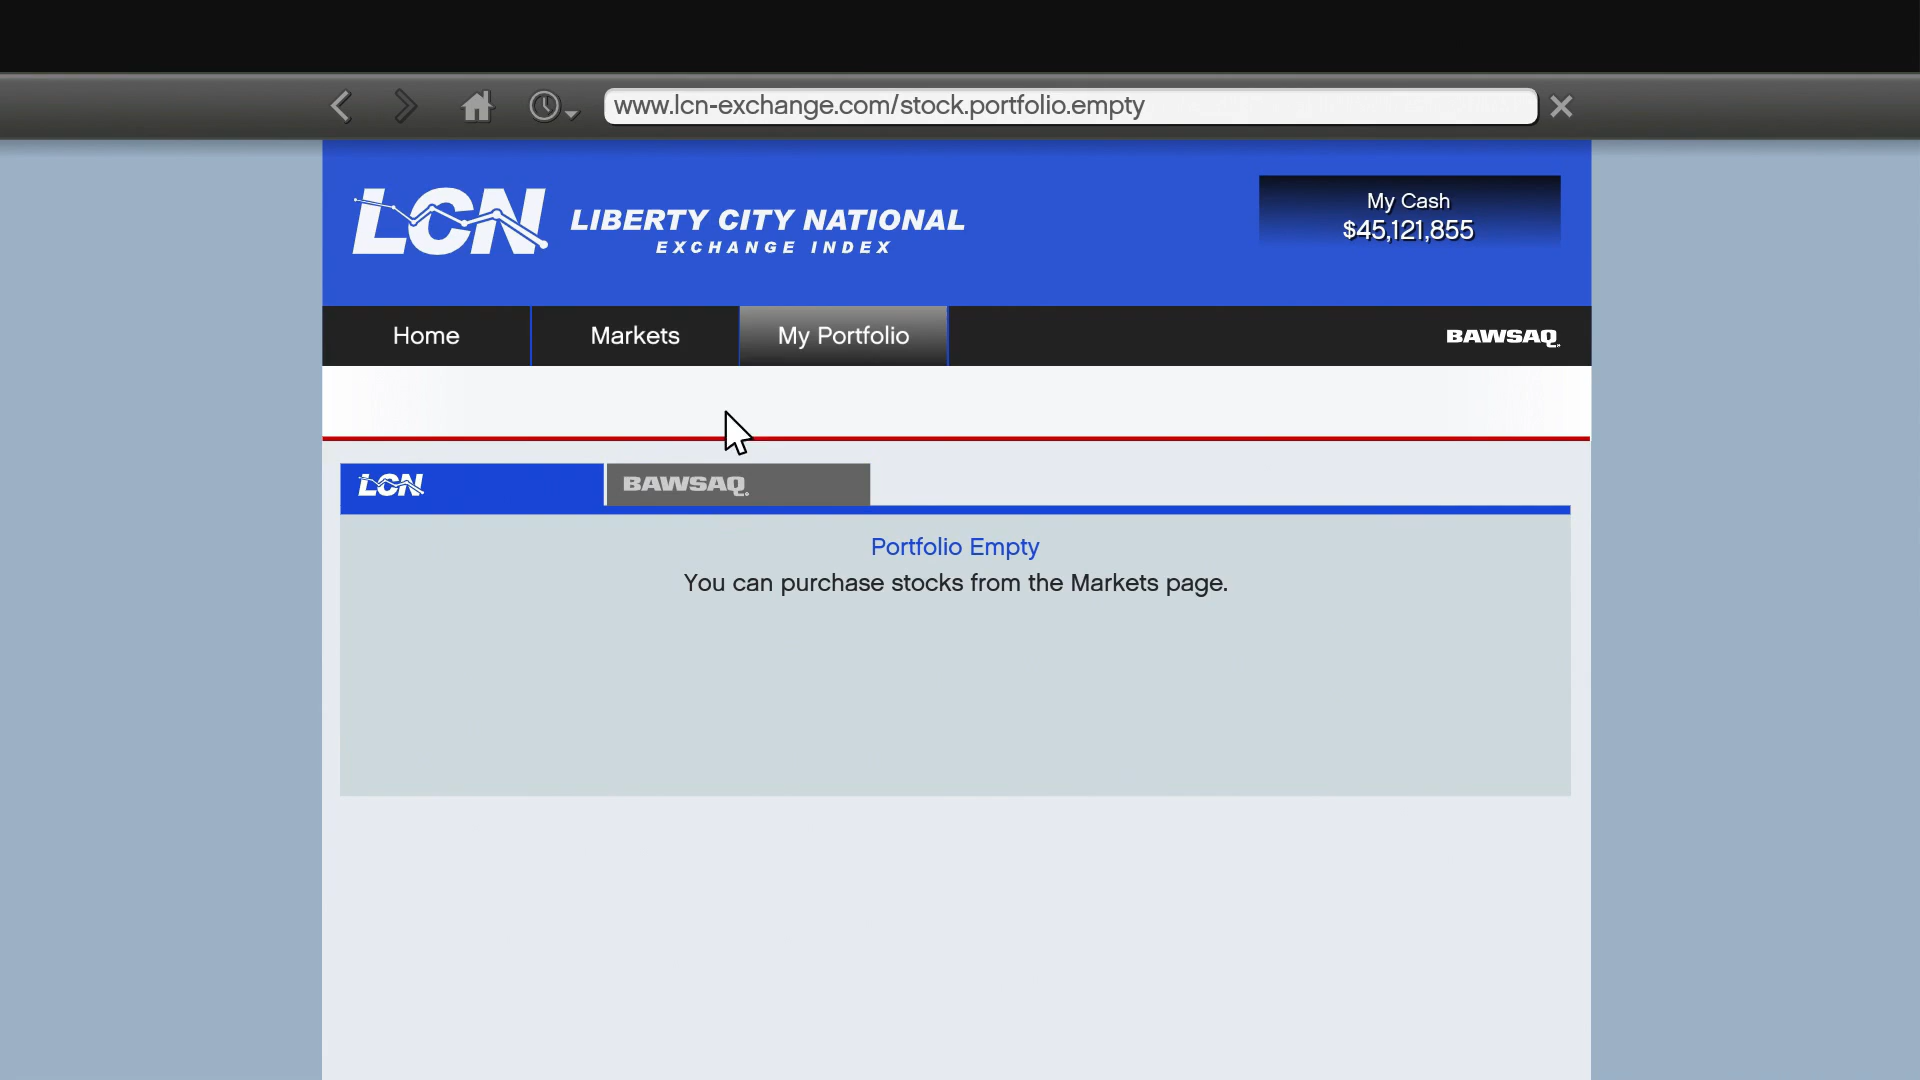 www.lcn-exchange.com/stock.portfolio.empty
LCN LIBERTY CITY NATIONAL
EXCHANGE INDEX
My Cash
$45,121,855
Home Markets My Portfolio BAWSAQ
LCN BAWSAQ
Portfolio Empty
You can purchase stocks from the Markets page.